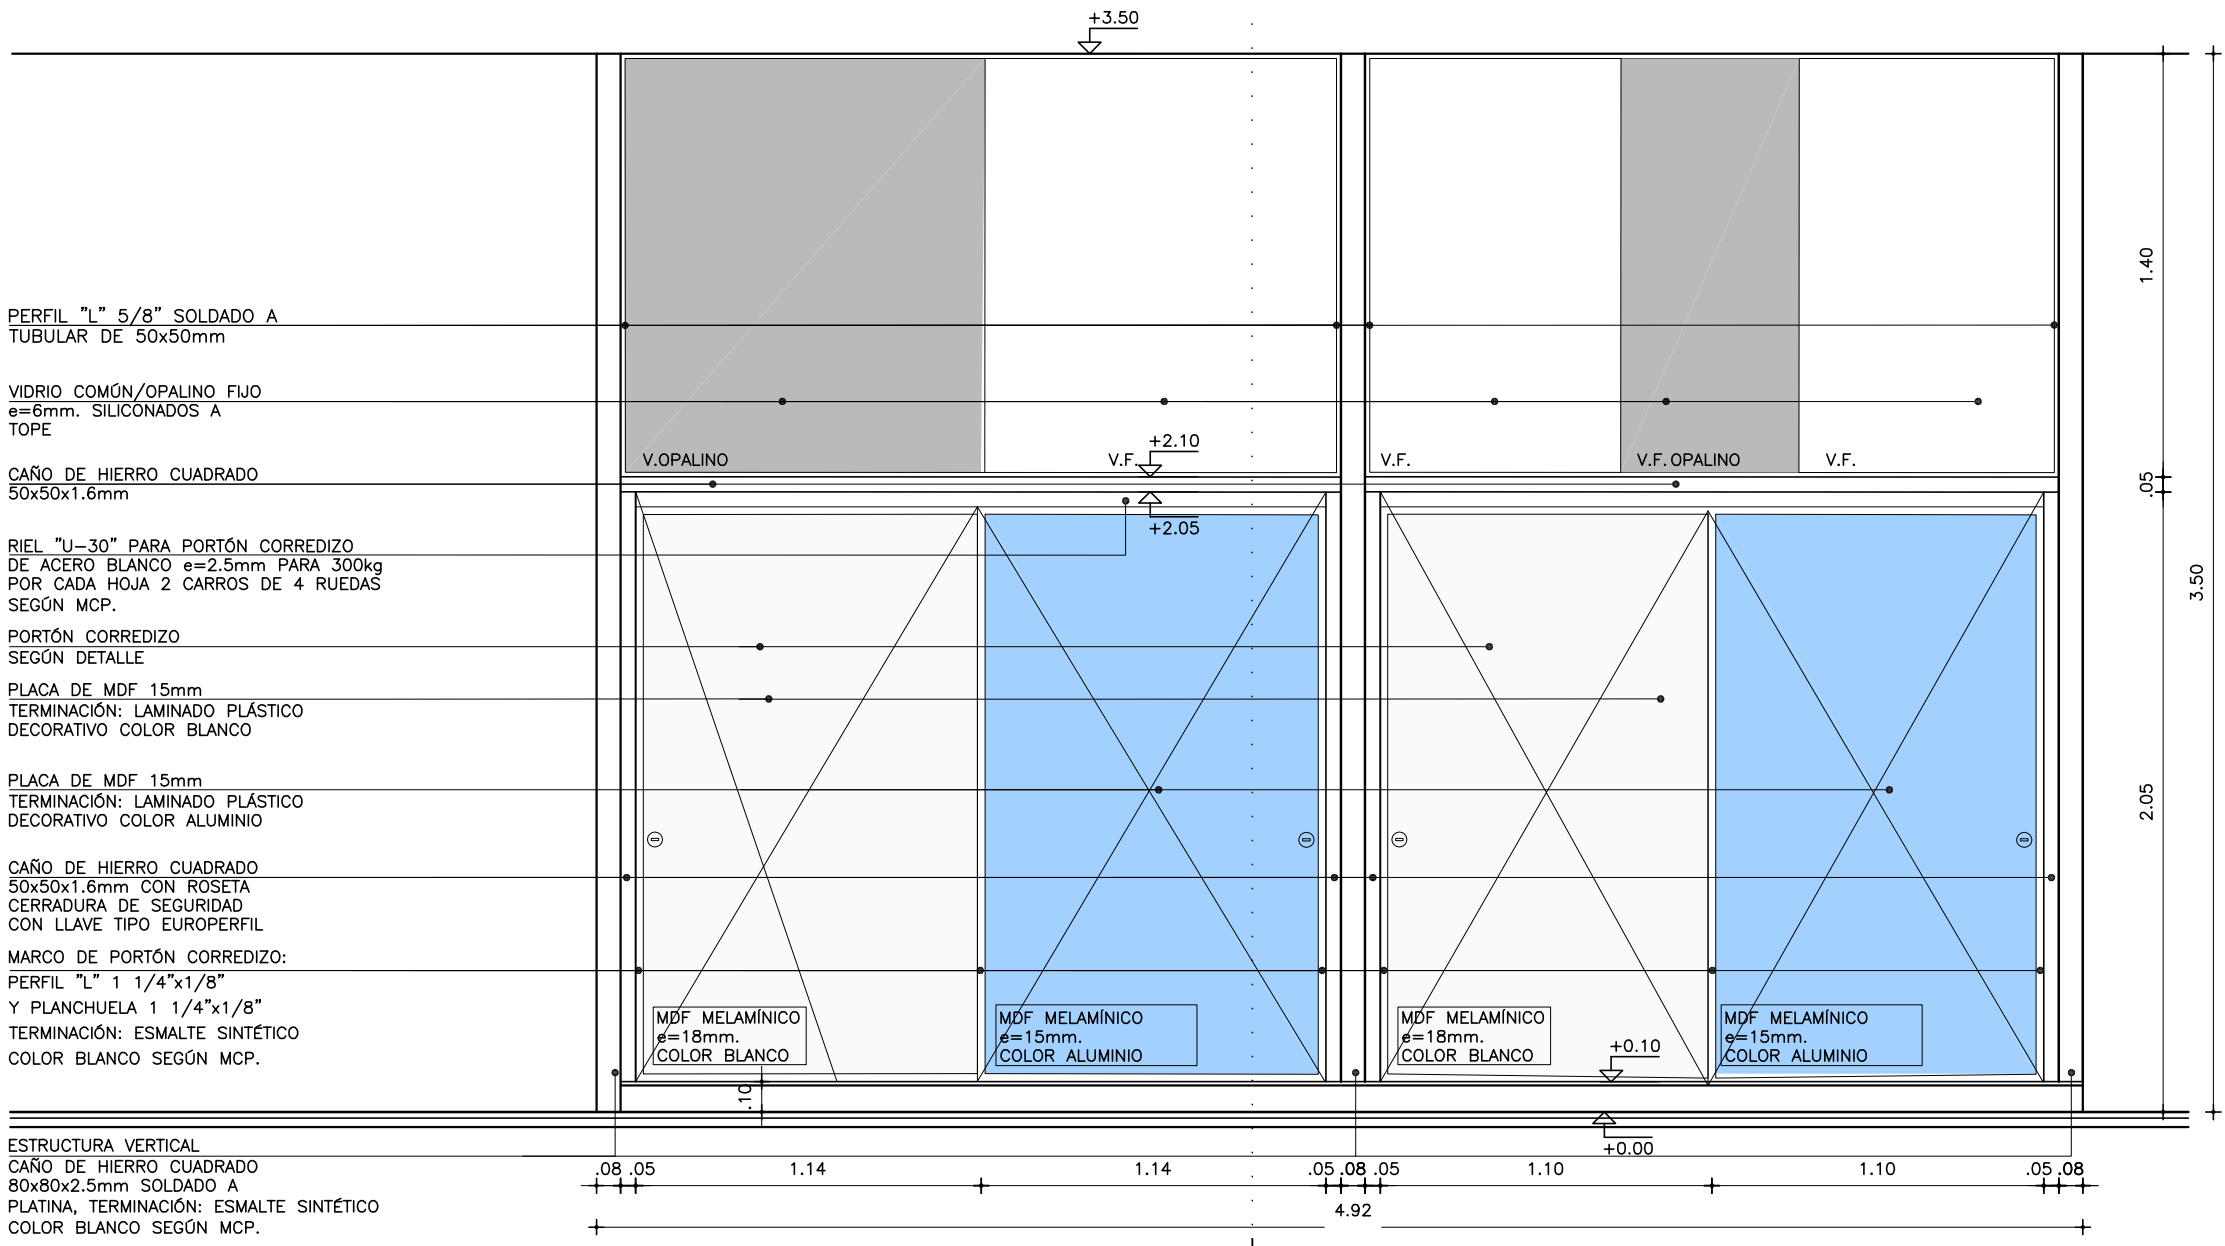 +3.50
PERFIL "L" 5/8" SOLDADO A
TUBULAR DE 50x50mm
VIDRIO COMÚN/OPALINO FIJO
e=6mm. SILICONADOS A
TOPE
CAÑO DE HIERRO CUADRADO
50x50x1.6mm
RIEL "U-30" PARA PORTÓN CORREDIZO
DE ACERO BLANCO e=2.5mm PARA 300kg
POR CADA HOJA 2 CARROS DE 4 RUEDAS
SEGÚN MCP.
PORTÓN CORREDIZO
SEGÚN DETALLE
PLACA DE MDF 15mm
TERMINACIÓN: LAMINADO PLÁSTICO
DECORATIVO COLOR BLANCO
PLACA DE MDF 15mm
TERMINACIÓN: LAMINADO PLÁSTICO
DECORATIVO COLOR ALUMINIO
CAÑO DE HIERRO CUADRADO
50x50x1.6mm CON ROSETA
CERRADURA DE SEGURIDAD
CON LLAVE TIPO EUROPERFIL
MARCO DE PORTÓN CORREDIZO:
PERFIL "L" 1 1/4"x1/8"
Y PLANCHUELA 1 1/4"x1/8"
TERMINACIÓN: ESMALTE SINTÉTICO
COLOR BLANCO SEGÚN MCP.
ESTRUCTURA VERTICAL
CAÑO DE HIERRO CUADRADO
80x80x2.5mm SOLDADO A
PLATINA, TERMINACIÓN: ESMALTE SINTÉTICO
COLOR BLANCO SEGÚN MCP.
V.OPALINO
V.F.
+2.10
+2.05
V.F.
V.F. OPALINO
V.F.
MDF MELAMÍNICO
e=18mm.
COLOR BLANCO
MDF MELAMÍNICO
e=15mm.
COLOR ALUMINIO
MDF MELAMÍNICO
e=18mm.
COLOR BLANCO
MDF MELAMÍNICO
e=15mm.
COLOR ALUMINIO
+0.10
+0.00
.10
1.40
.05
2.05
3.50
.08 .05 1.14 1.14 .05 .08 .05 1.10 1.10 .05 .08
4.92